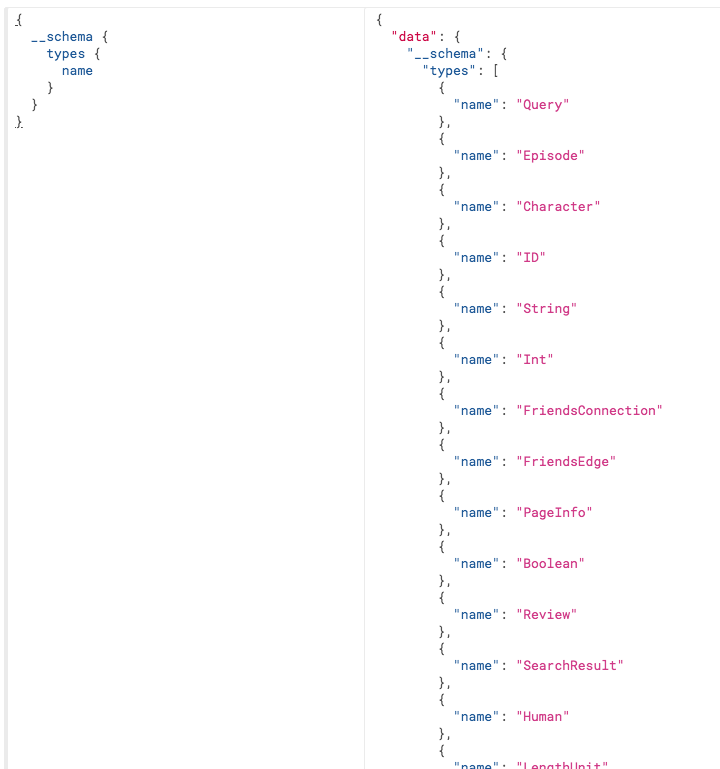 {
  __schema {
    types {
      name
    }
  }
}
{
  "data": {
    "__schema": {
      "types": [
        {
          "name": "Query"
        },
        {
          "name": "Episode"
        },
        {
          "name": "Character"
        },
        {
          "name": "ID"
        },
        {
          "name": "String"
        },
        {
          "name": "Int"
        },
        {
          "name": "FriendsConnection"
        },
        {
          "name": "FriendsEdge"
        },
        {
          "name": "PageInfo"
        },
        {
          "name": "Boolean"
        },
        {
          "name": "Review"
        },
        {
          "name": "SearchResult"
        },
        {
          "name": "Human"
        },
        {
          "name": "LengthUnit"